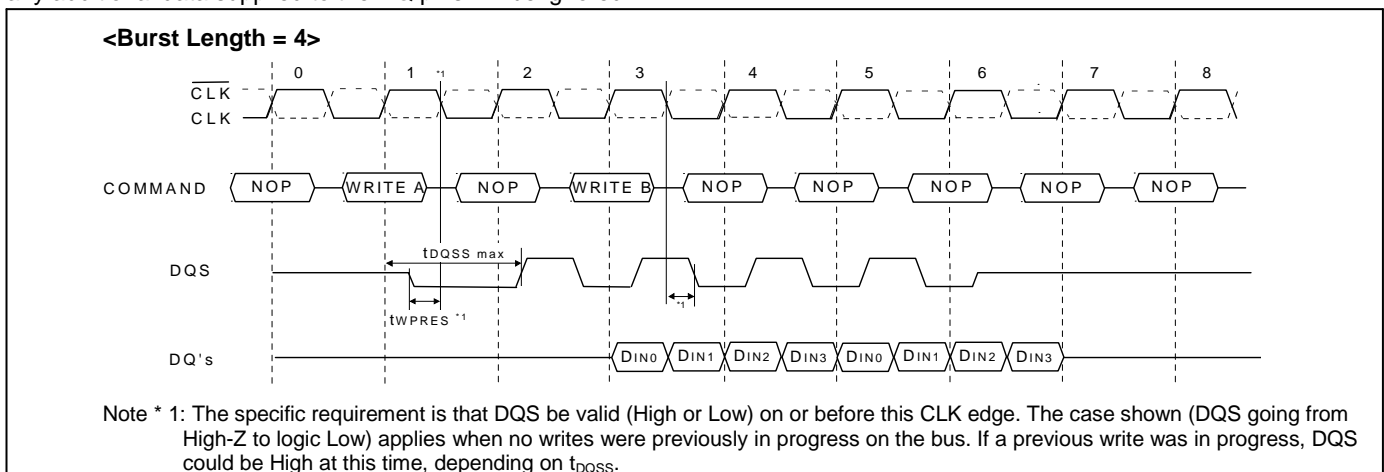 <Burst Length = 4>
0 1 *1 2 3 4 5 6 7 8
CLK
CLK
COMMAND NOP WRITE A NOP WRITE B NOP NOP NOP NOP NOP
tDQSS max
DQS
*1
tWPRES *1
DQ's DIN0 DIN1 DIN2 DIN3 DIN0 DIN1 DIN2 DIN3
Note * 1: The specific requirement is that DQS be valid (High or Low) on or before this CLK edge. The case shown (DQS going from
High-Z to logic Low) applies when no writes were previously in progress on the bus. If a previous write was in progress, DQS
could be High at this time, depending on tDQSS.